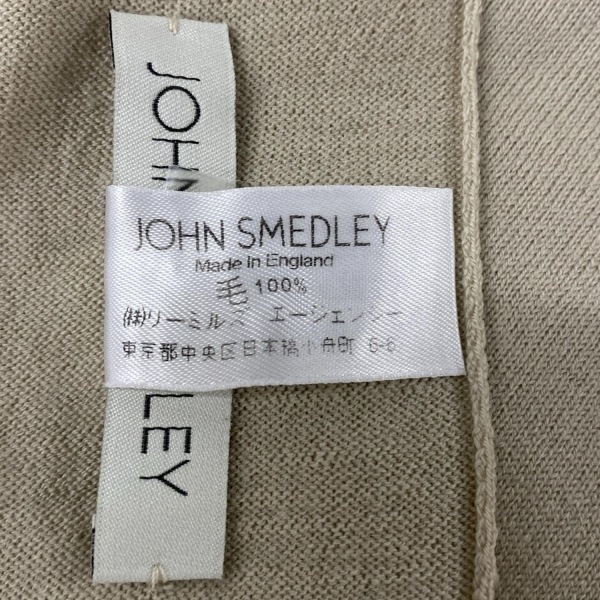 JOHN SMEDLEY
JOHN SMEDLEY
Made in England
毛 100%
(株)リーミルズ エージェンシー
東京都中央区日本橋小舟町 6-6